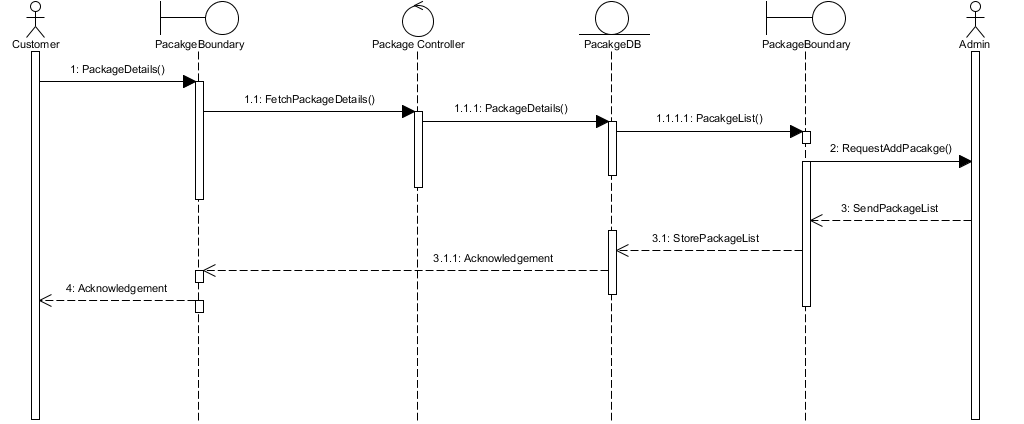 Customer
PacakgeBoundary
Package Controller
PacakgeDB
PackageBoundary
Admin
1: PackageDetails()
1.1: FetchPackageDetails()
1.1.1: PackageDetails()
1.1.1.1: PacakgeList()
2: RequestAddPacakge()
3: SendPackageList
3.1: StorePackageList
3.1.1: Acknowledgement
4: Acknowledgement